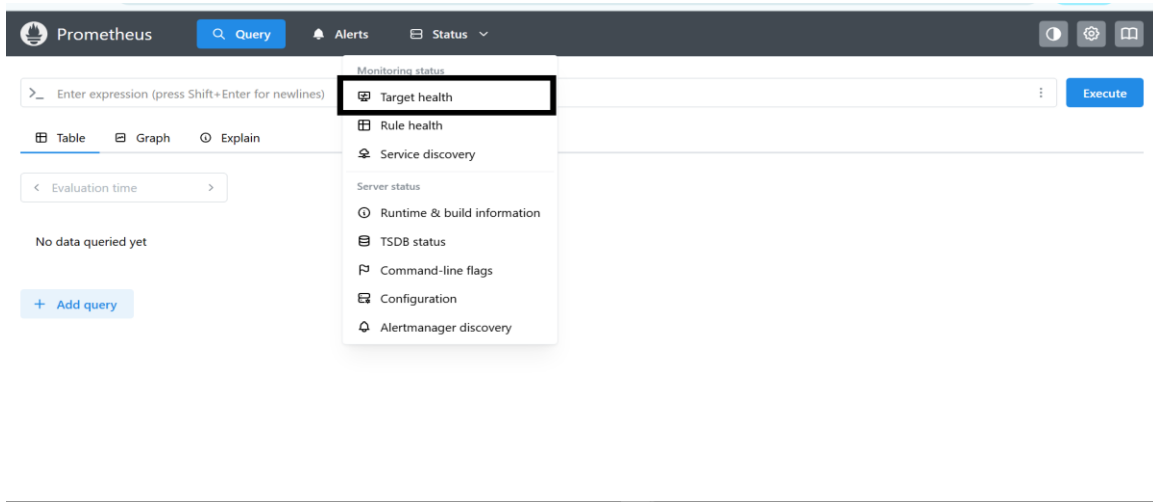 Prometheus
Query
Alerts
Status
Monitoring status
>_ Enter expression (press Shift+Enter for newlines)
Target health
Execute
Rule health
Table
Graph
Explain
Service discovery
Evaluation time
Server status
Runtime & build information
No data queried yet
TSDB status
Command-line flags
+ Add query
Configuration
Alertmanager discovery